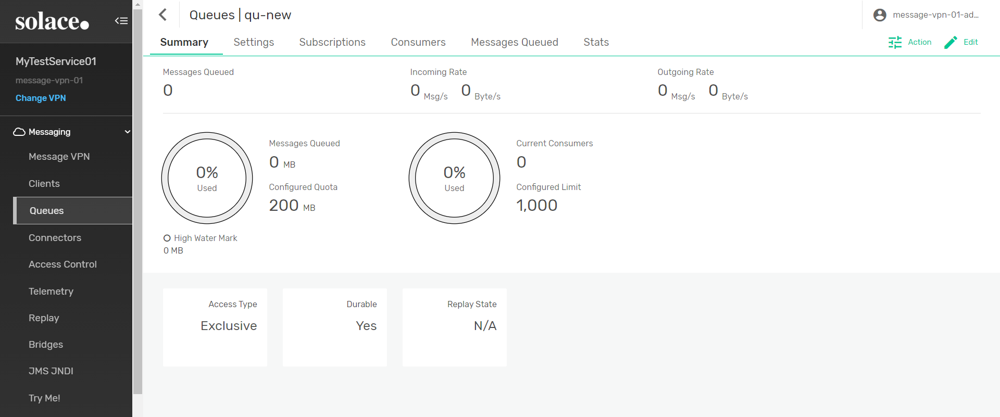 solace
MyTestService01
message-vpn-01
Change VPN
Messaging
Message VPN
Clients
Queues
Connectors
Access Control
Telemetry
Replay
Bridges
JMS JNDI
Try Me!
Queues | qu-new
message-vpn-01-ad...
Summary Settings Subscriptions Consumers Messages Queued Stats
Action Edit
Messages Queued
0
Incoming Rate
0 Msg/s 0 Byte/s
Outgoing Rate
0 Msg/s 0 Byte/s
0%
Used
Messages Queued
0 MB
Configured Quota
200 MB
High Water Mark
0 MB
0%
Used
Current Consumers
0
Configured Limit
1,000
Access Type
Exclusive
Durable
Yes
Replay State
N/A